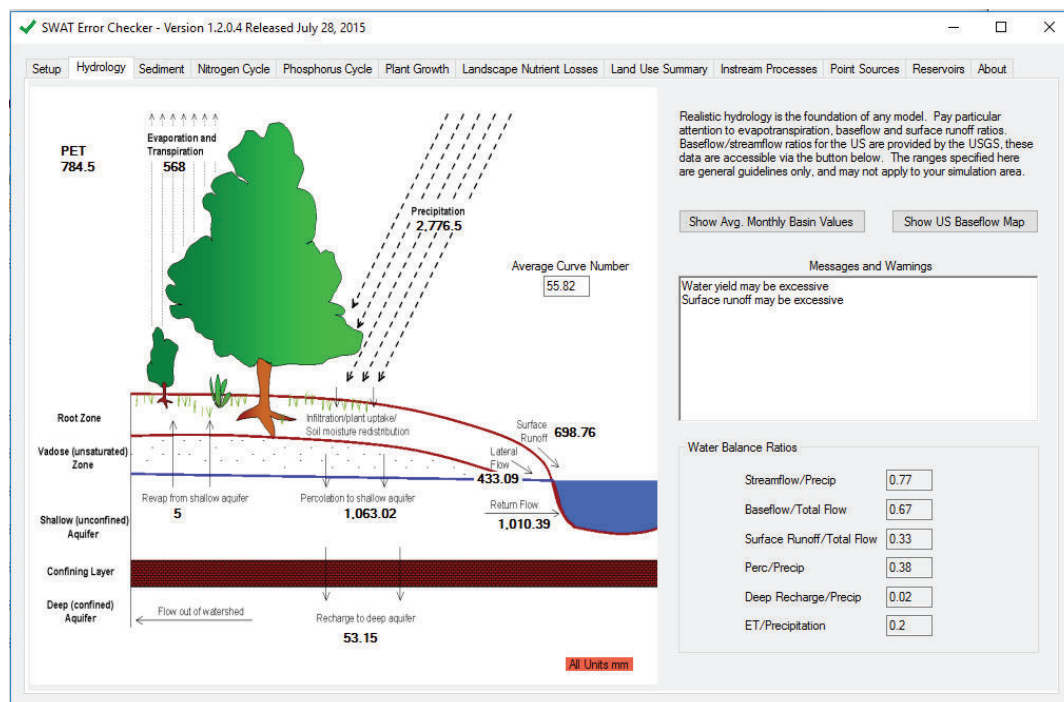 SWAT Error Checker - Version 1.2.0.4 Released July 28, 2015
Setup Hydrology Sediment Nitrogen Cycle Phosphorus Cycle Plant Growth Landscape Nutrient Losses Land Use Summary Instream Processes Point Sources Reservoirs About
PET
784.5
Evaporation and
Transpiration
568
Precipitation
2,776.5
Average Curve Number
55.82
Root Zone
Vadose (unsaturated)
Zone
Shallow (unconfined)
Aquifer
Confining Layer
Deep (confined)
Aquifer
Infiltration/plant uptake/
Soil moisture redistribution
Surface
Runoff 698.76
Lateral
Flow
433.09
Revap from shallow aquifer
5
Percolation to shallow aquifer
1,063.02
Return Flow
1,010.39
Flow out of watershed
Recharge to deep aquifer
53.15
All Units mm
Realistic hydrology is the foundation of any model. Pay particular
attention to evapotranspiration, baseflow and surface runoff ratios.
Baseflow/streamflow ratios for the US are provided by the USGS, these
data are accessible via the button below. The ranges specified here
are general guidelines only, and may not apply to your simulation area.
Show Avg. Monthly Basin Values
Show US Baseflow Map
Messages and Warnings
Water yield may be excessive
Surface runoff may be excessive
Water Balance Ratios
Streamflow/Precip 0.77
Baseflow/Total Flow 0.67
Surface Runoff/Total Flow 0.33
Perc/Precip 0.38
Deep Recharge/Precip 0.02
ET/Precipitation 0.2